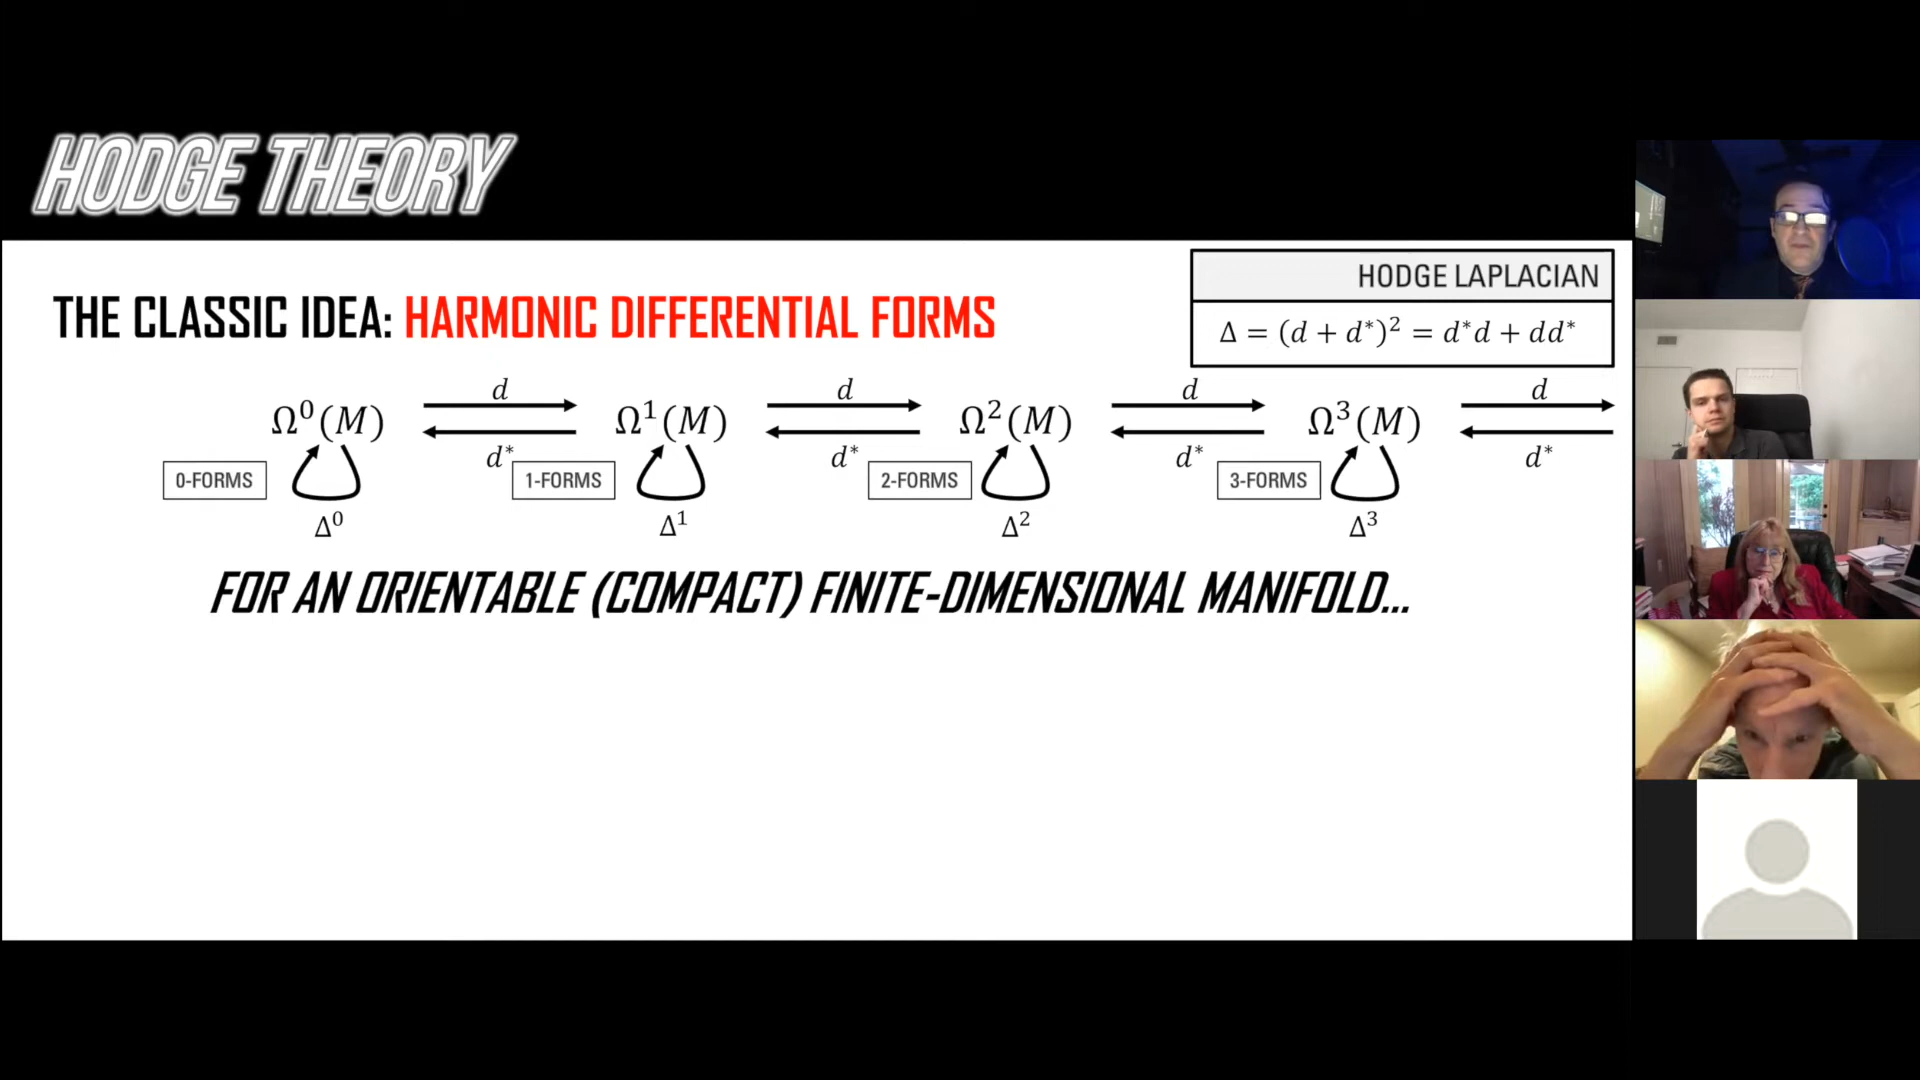 HODGE THEORY
HODGE LAPLACIAN
Δ = (d + d*)² = d*d + dd*
THE CLASSIC IDEA: HARMONIC DIFFERENTIAL FORMS
d d d d
Ω⁰(M) Ω¹(M) Ω²(M) Ω³(M)
d* d* d* d*
0-FORMS 1-FORMS 2-FORMS 3-FORMS
Δ⁰ Δ¹ Δ² Δ³
FOR AN ORIENTABLE (COMPACT) FINITE-DIMENSIONAL MANIFOLD...